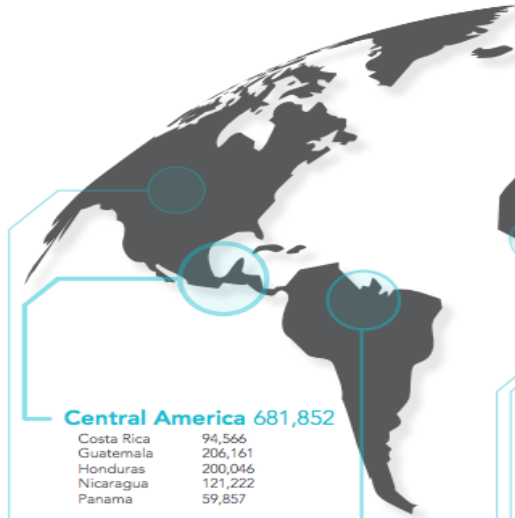 Central America 681,852
Costa Rica 94,566
Guatemala 206,161
Honduras 200,046
Nicaragua 121,222
Panama 59,857